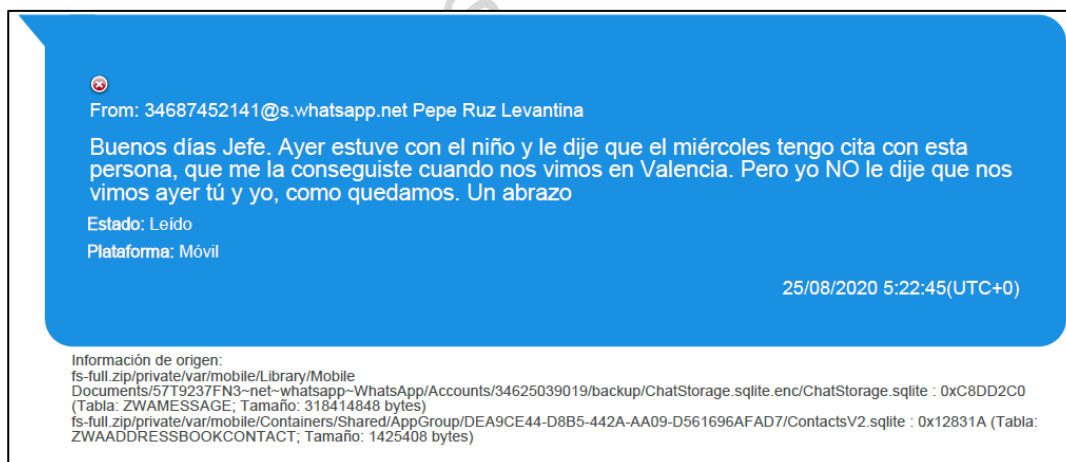 From: 34687452141@s.whatsapp.net Pepe Ruz Levantina
Buenos días Jefe. Ayer estuve con el niño y le dije que el miércoles tengo cita con esta
persona, que me la conseguiste cuando nos vimos en Valencia. Pero yo NO le dije que nos
vimos ayer tú y yo, como quedamos. Un abrazo
Estado: Leído
Plataforma: Móvil
25/08/2020 5:22:45(UTC+0)
Información de origen:
fs-full.zip/private/var/mobile/Library/Mobile
Documents/57T9237FN3~net~whatsapp~WhatsApp/Accounts/34625039019/backup/ChatStorage.sqlite.enc/ChatStorage.sqlite : 0xC8DD2C0
(Tabla: ZWAMESSAGE; Tamaño: 318414848 bytes)
fs-full.zip/private/var/mobile/Containers/Shared/AppGroup/DEA9CE44-D8B5-442A-AA09-D561696AFAD7/ContactsV2.sqlite : 0x12831A (Tabla:
ZWAADDRESSBOOKCONTACT; Tamaño: 1425408 bytes)